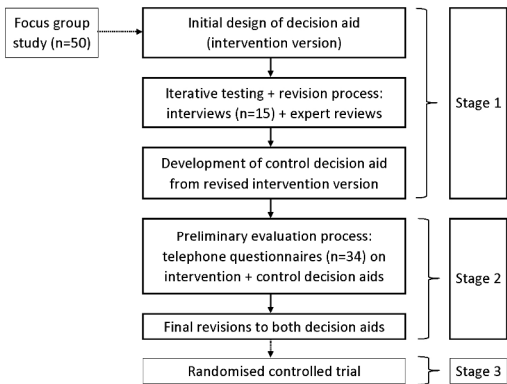 Focus group
study (n=50)
Initial design of decision aid
(intervention version)
Iterative testing + revision process:
interviews (n=15) + expert reviews
Development of control decision aid
from revised intervention version
Stage 1
Preliminary evaluation process:
telephone questionnaires (n=34) on
intervention + control decision aids
Final revisions to both decision aids
Stage 2
Randomised controlled trial
Stage 3